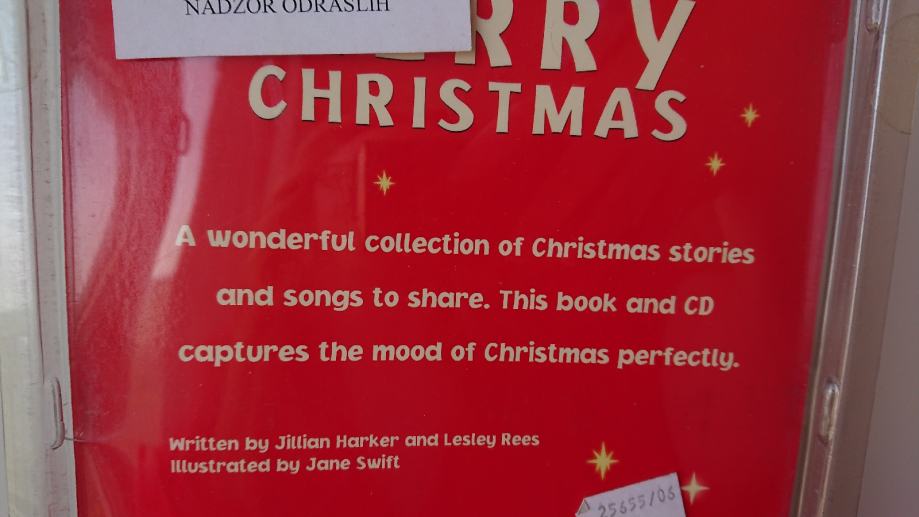 NADZOR ODRASLIH
CHRISTMAS
A wonderful collection of Christmas stories
and songs to share. This book and CD
captures the mood of Christmas perfectly.
Written by Jillian Harker and Lesley Rees
Illustrated by Jane Swift
25655/06